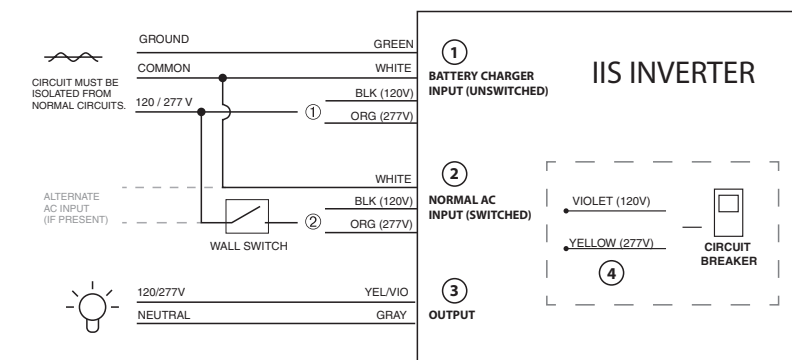 GROUND
GREEN
COMMON
WHITE
CIRCUIT MUST BE
ISOLATED FROM
NORMAL CIRCUITS.
120 / 277 V
BLK (120V)
①
ORG (277V)
1
BATTERY CHARGER
INPUT (UNSWITCHED)
IIS INVERTER
WHITE
ALTERNATE
AC INPUT
(IF PRESENT)
BLK (120V)
②
ORG (277V)
WALL SWITCH
2
NORMAL AC
INPUT (SWITCHED)
VIOLET (120V)
YELLOW (277V)
4
CIRCUIT
BREAKER
120/277V
YEL/VIO
NEUTRAL
GRAY
3
OUTPUT